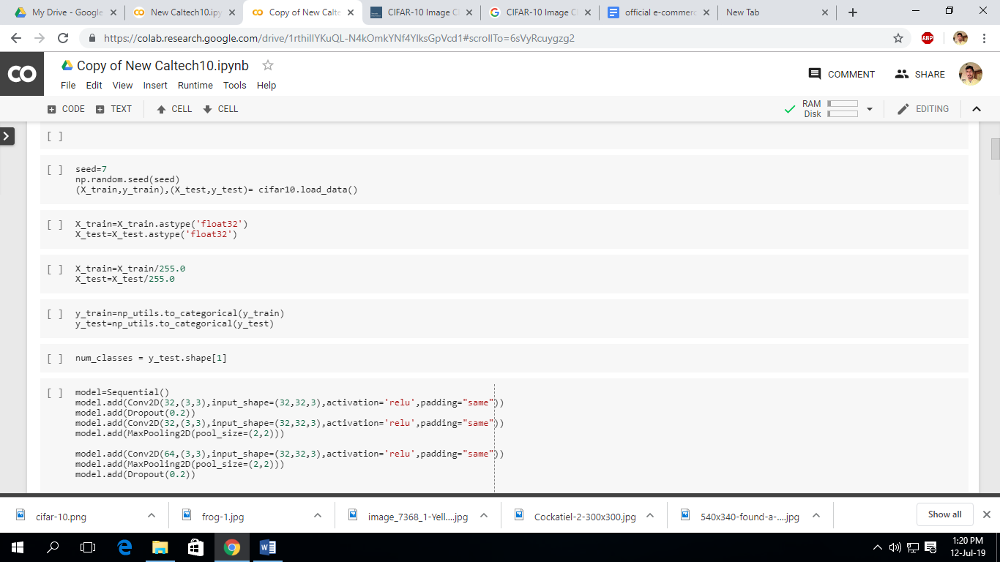 My Drive - Google
New Caltech10.ipy
Copy of New Calte
CIFAR-10 Image C
CIFAR-10 Image C
official e-commerc
New Tab
https://colab.research.google.com/drive/1rthiIlYKuQL-N4kOmkYNf4YlksGpVcd1#scrollTo=6sVyRcuygzg2
ABP
CO
Copy of New Caltech10.ipynb
COMMENT
SHARE
File Edit View Insert Runtime Tools Help
CODE TEXT CELL CELL
RAM
Disk
EDITING
[ ]
[ ] seed=7
np.random.seed(seed)
(X_train,y_train),(X_test,y_test)= cifar10.load_data()
[ ] X_train=X_train.astype('float32')
X_test=X_test.astype('float32')
[ ] X_train=X_train/255.0
X_test=X_test/255.0
[ ] y_train=np_utils.to_categorical(y_train)
y_test=np_utils.to_categorical(y_test)
[ ] num_classes = y_test.shape[1]
[ ] model=Sequential()
model.add(Conv2D(32,(3,3),input_shape=(32,32,3),activation='relu',padding="same"))
model.add(Dropout(0.2))
model.add(Conv2D(32,(3,3),input_shape=(32,32,3),activation='relu',padding="same"))
model.add(MaxPooling2D(pool_size=(2,2)))
model.add(Conv2D(64,(3,3),input_shape=(32,32,3),activation='relu',padding="same"))
model.add(MaxPooling2D(pool_size=(2,2)))
model.add(Dropout(0.2))
cifar-10.png
frog-1.jpg
image_7368_1-Yell....jpg
Cockatiel-2-300x300.jpg
540x340-found-a-....jpg
Show all
1:20 PM
12-Jul-19